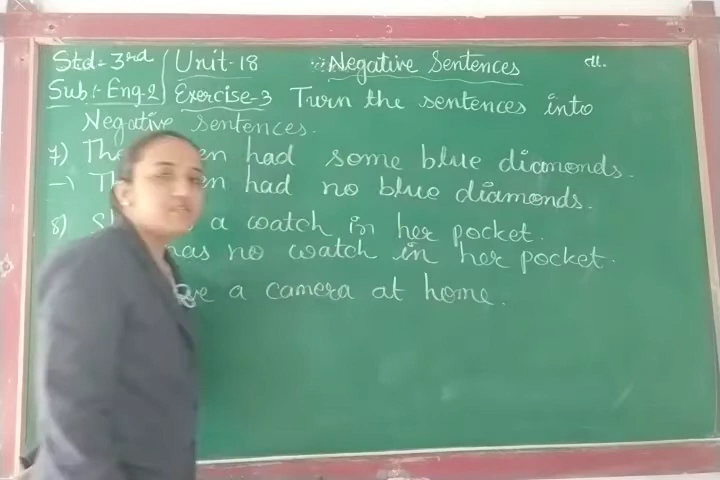 Std:- 3rd Unit-18 Negative Sentences
Sub:- Eng-2 Exercise-3 Turn the sentences into
Negative sentences.
7) had some blue diamonds.
had no blue diamonds.
8) a watch in her pocket.
has no watch in her pocket.
a camera at home.